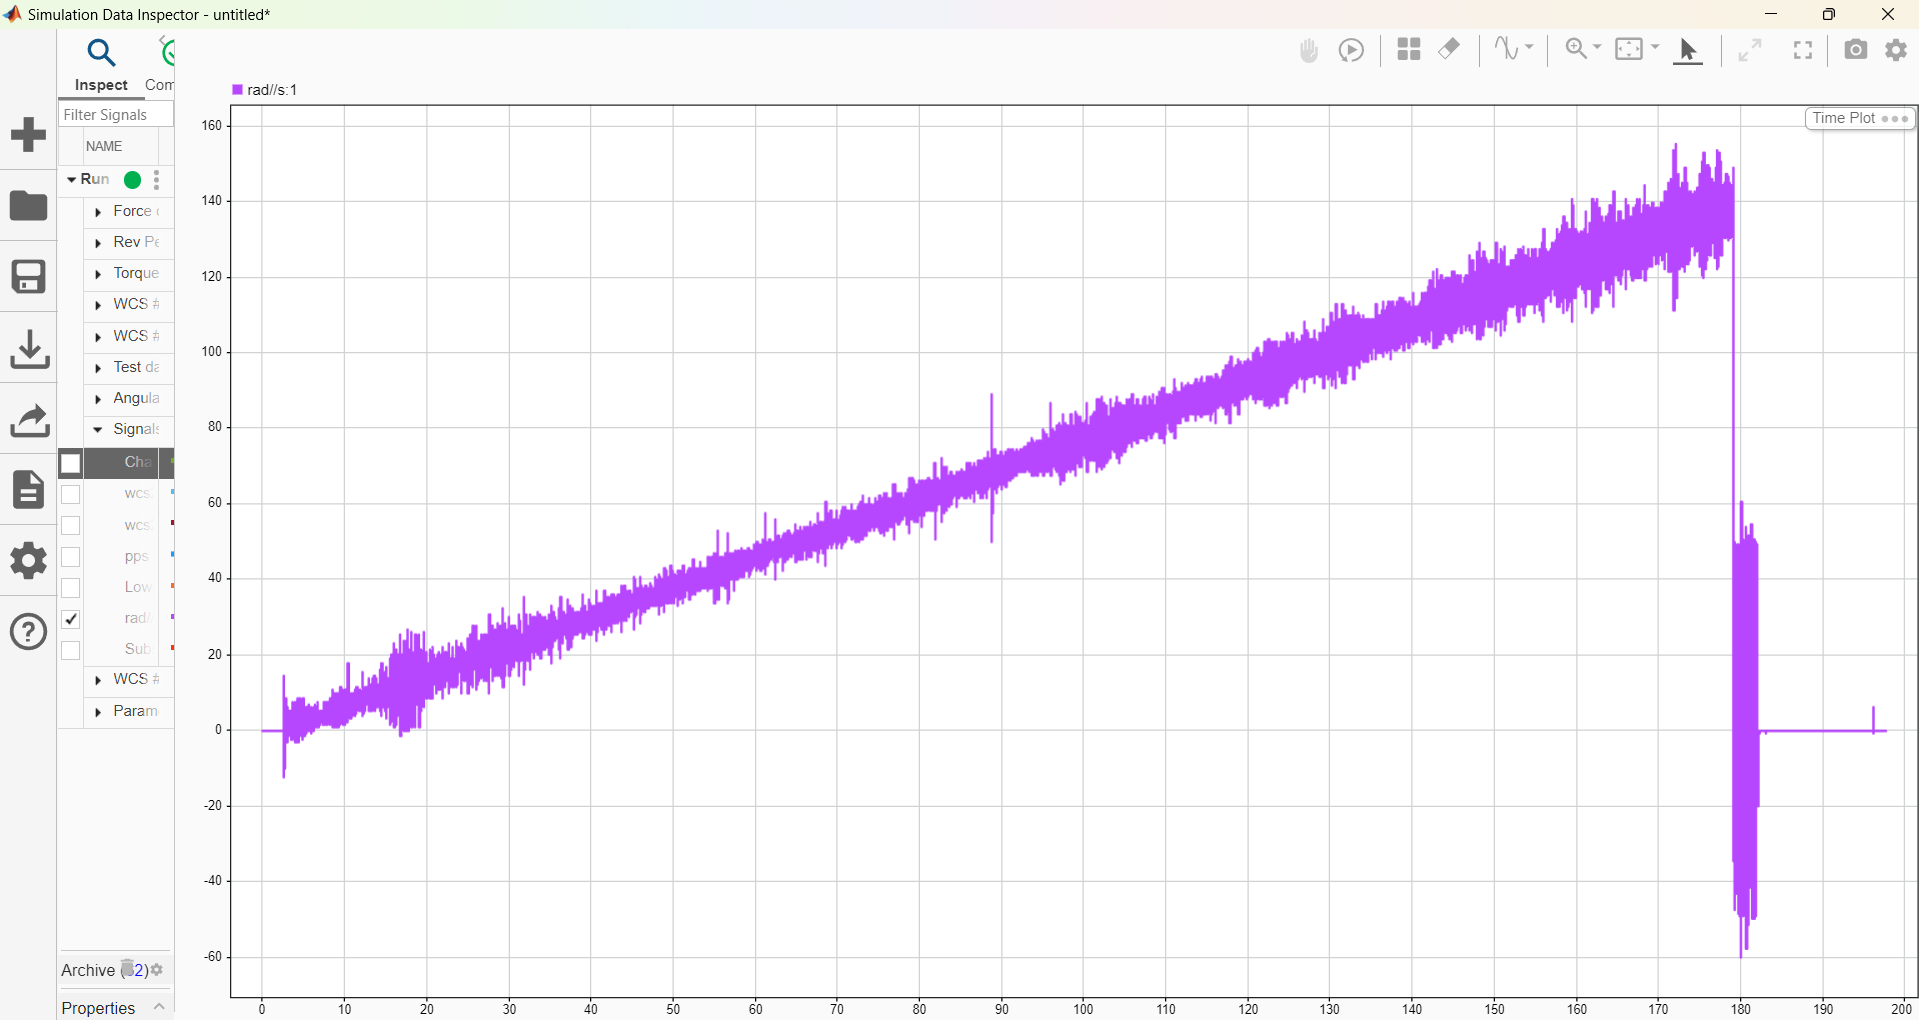 Simulation Data Inspector - untitled*
Inspect
Com
Filter Signals
NAME
Run
Force
Rev Pe
Torque
WCS #
WCS #
Test da
Angula
Signals
Cha
wcs
wcs
pps
Low
rad/
Sub
WCS #
Param
Archive
Properties
rad//s:1
Time Plot
160
140
120
100
80
60
40
20
0
-20
-40
-60
0 10 20 30 40 50 60 70 80 90 100 110 120 130 140 150 160 170 180 190 200